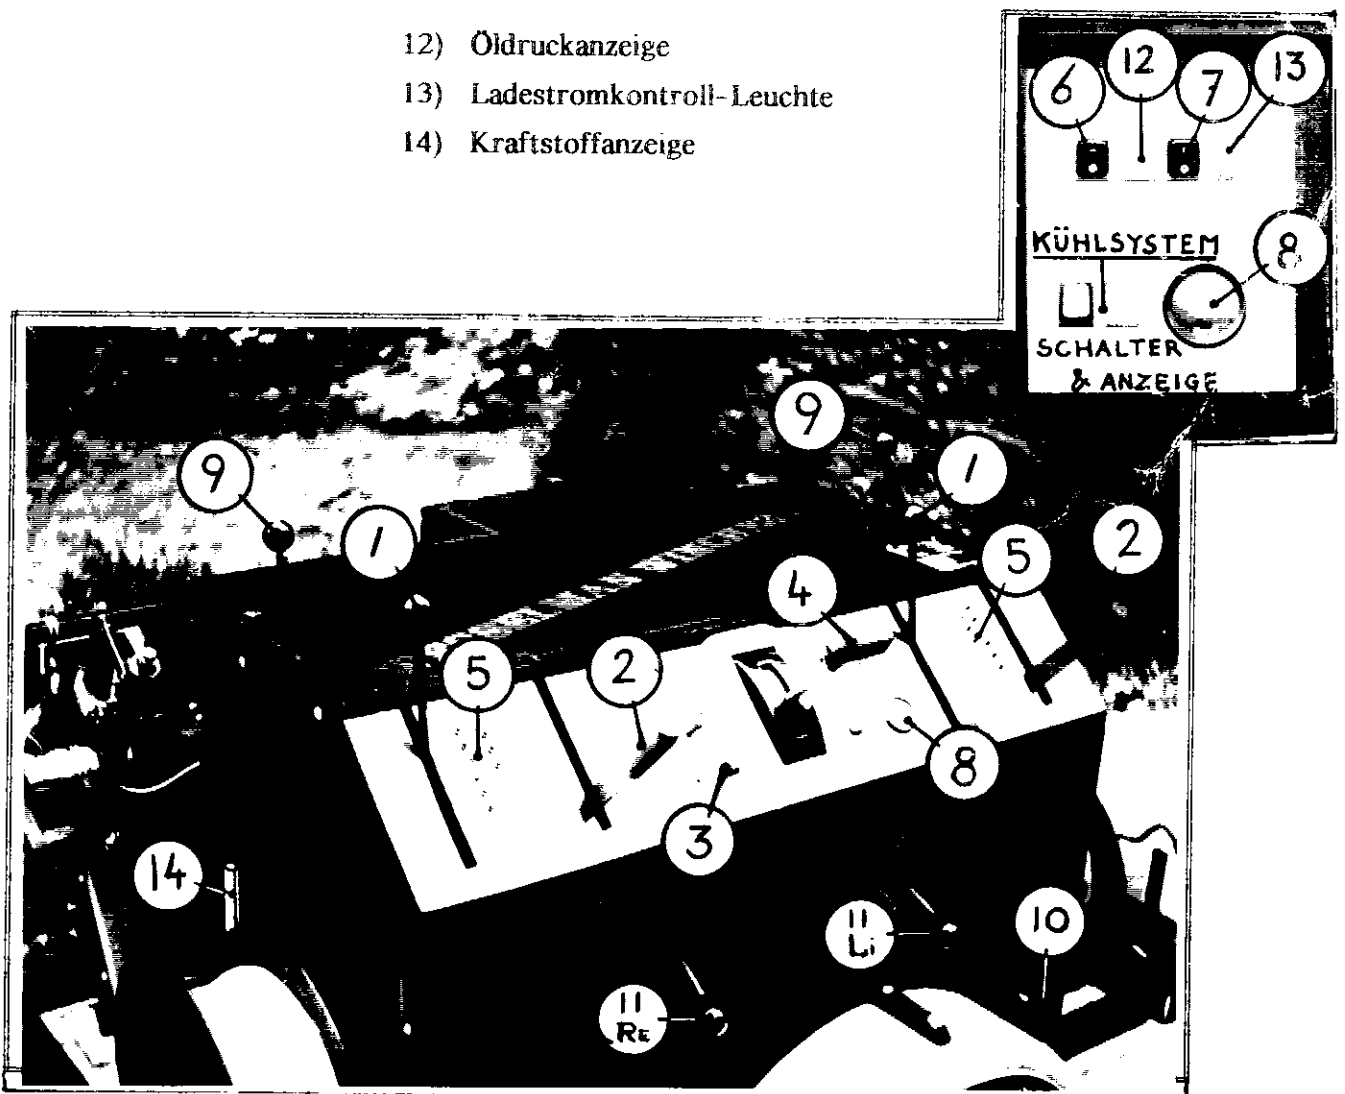 12) Öldruckanzeige
13) Ladestromkontroll-Leuchte
14) Kraftstoffanzeige
6 12 7 13
KÜHLSYSTEM
8
SCHALTER
& ANZEIGE
9
9
1
1
2
5
4
5
2
8
3
14
11
Li
10
11
RE